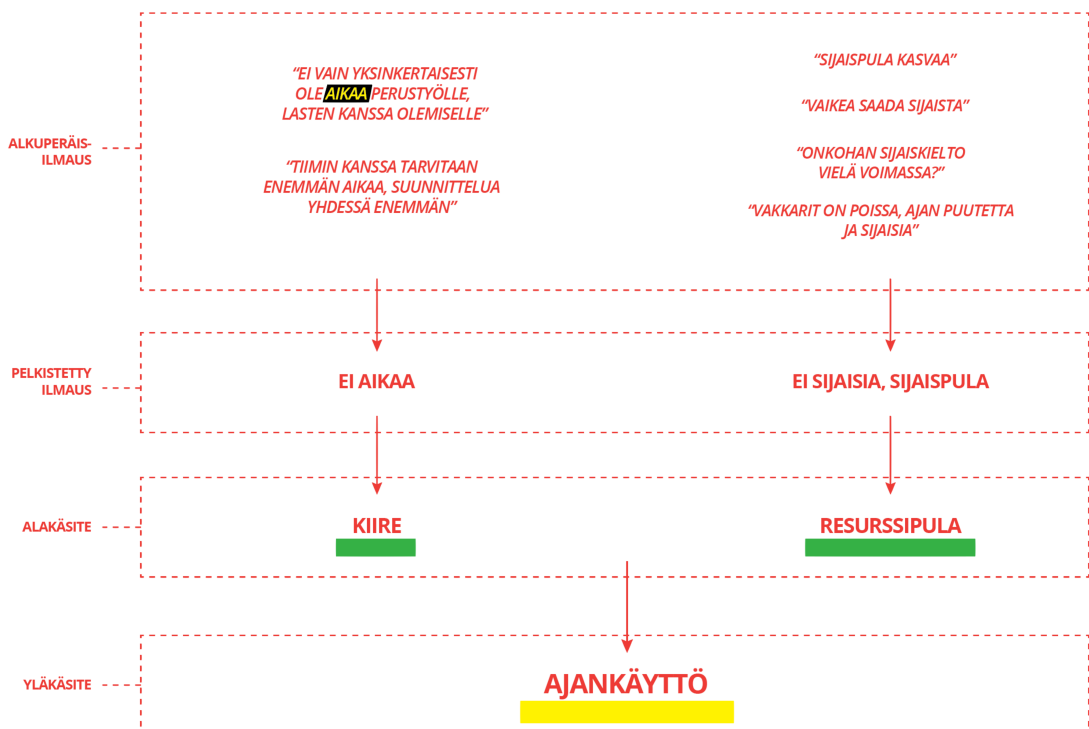 ALKUPERÄIS-
ILMAUS
“EI VAIN YKSINKERTAISESTI
OLE AIKAA PERUSTYÖLLE,
LASTEN KANSSA OLEMISELLE”
“TIIMIN KANSSA TARVITAAN
ENEMMÄN AIKAA, SUUNNITTELUA
YHDESSÄ ENEMMÄN”
“SIJAISPULA KASVAA”
“VAIKEA SAADA SIJAISTA”
“ONKOHAN SIJAISKIELTO
VIELÄ VOIMASSA?”
“VAKKARIT ON POISSA, AJAN PUUTETTA
JA SIJAISIA”
PELKISTETTY
ILMAUS
EI AIKAA
EI SIJAISIA, SIJAISPULA
ALAKÄSITE
KIIRE
RESURSSIPULA
YLÄKÄSITE
AJANKÄYTTÖ